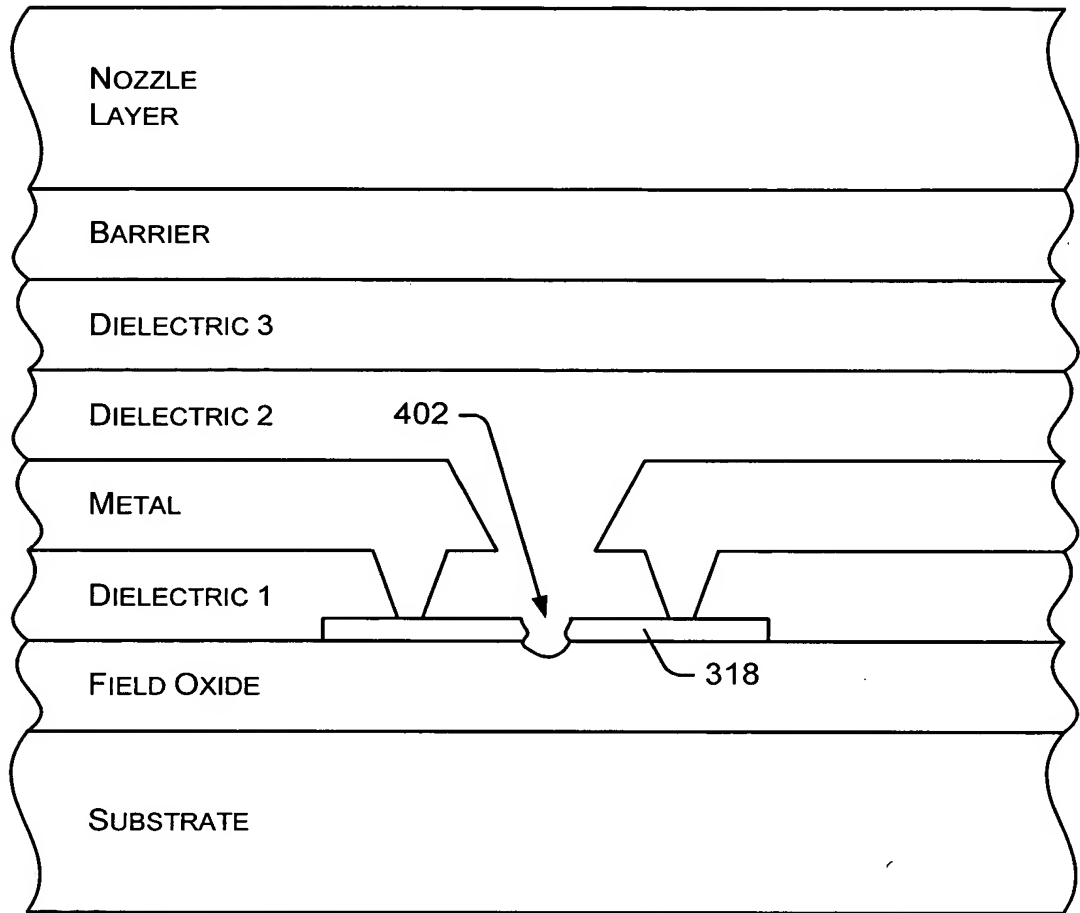 NOZZLE
LAYER
BARRIER
DIELECTRIC 3
DIELECTRIC 2
402
METAL
DIELECTRIC 1
318
FIELD OXIDE
SUBSTRATE